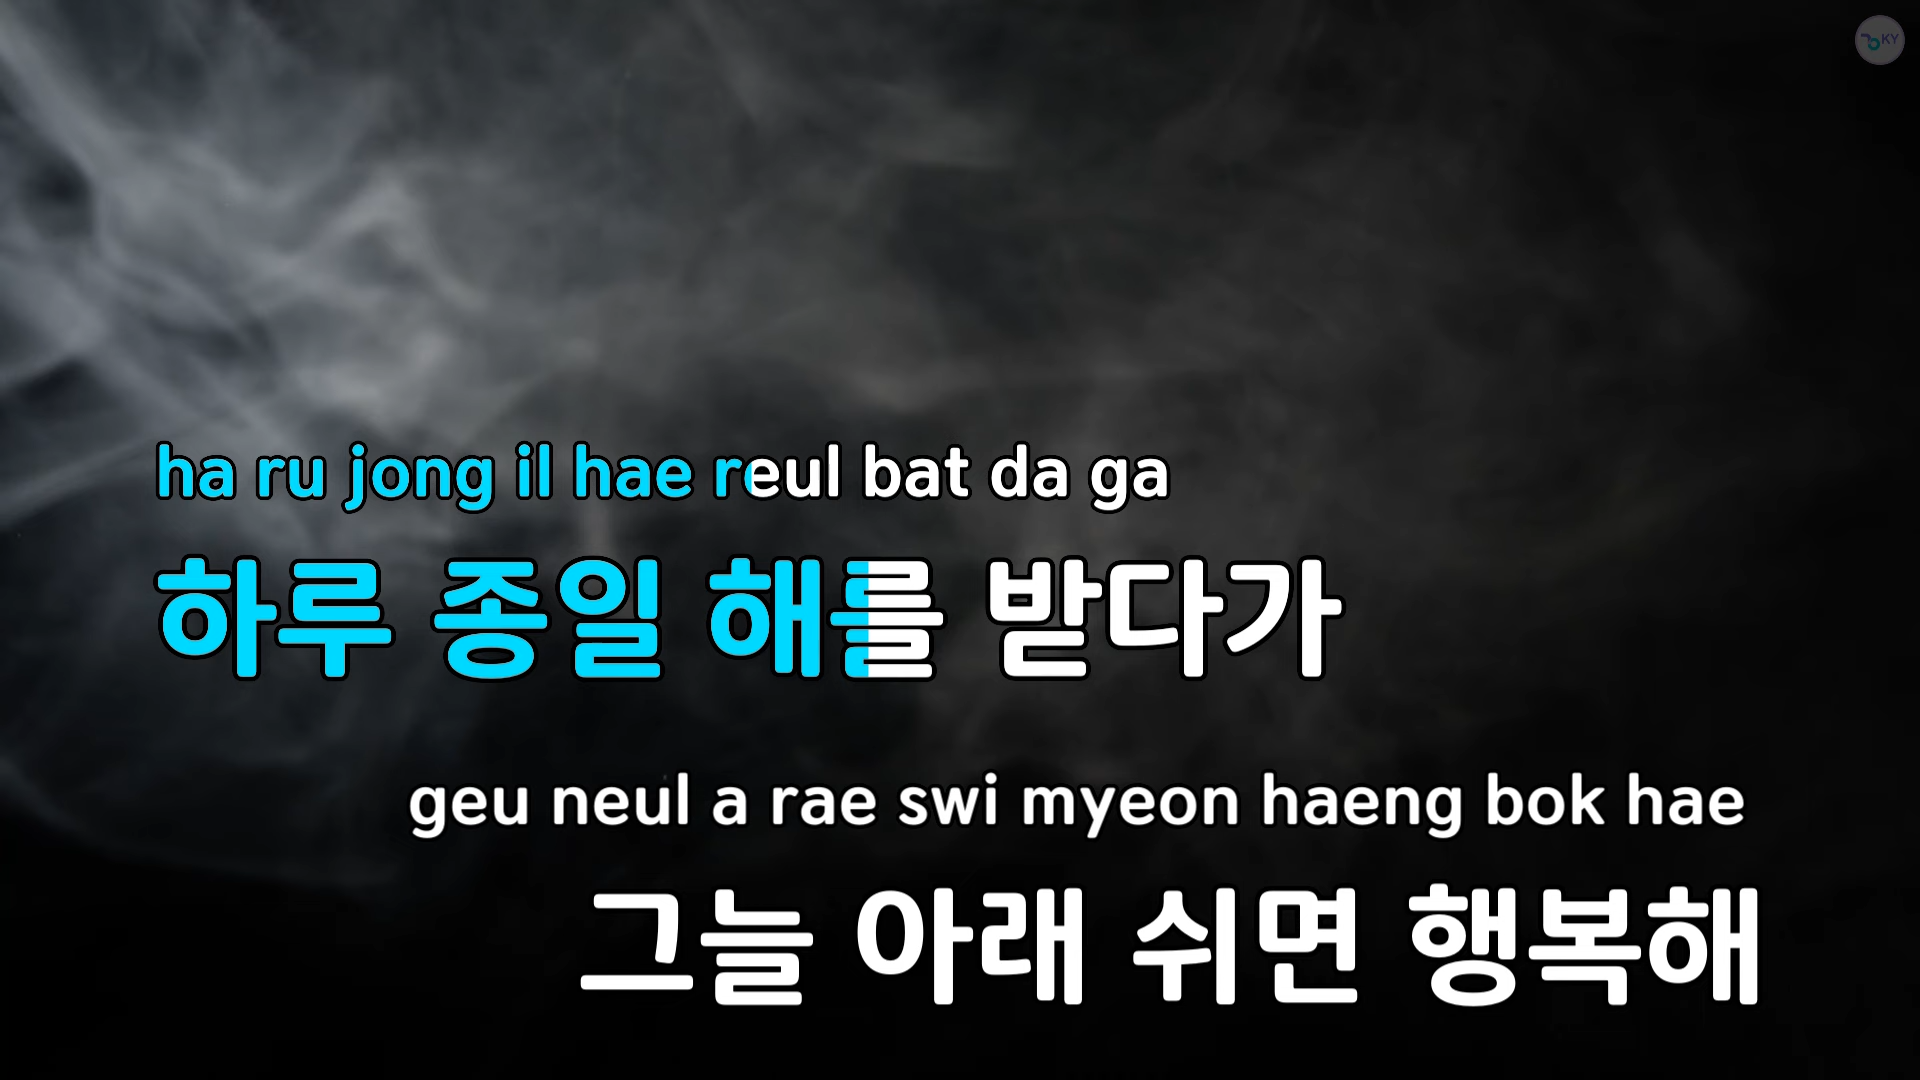 KY
ha ru jong il hae reul bat da ga
하루 종일 해를 받다가
geu neul a rae swi myeon haeng bok hae
그늘 아래 쉬면 행복해